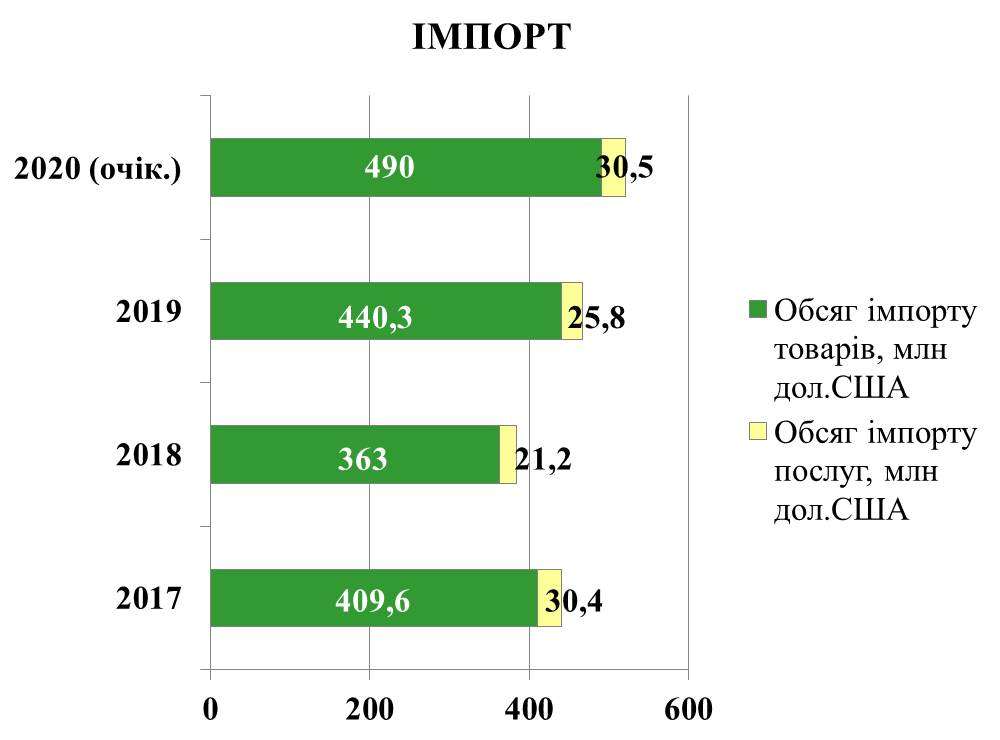 ІМПОРТ
2020 (очік.)
490
30,5
2019
440,3
25,8
2018
363
21,2
2017
409,6
30,4
0
200
400
600
Обсяг імпорту
товарів, млн
дол.США
Обсяг імпорту
послуг, млн
дол.США